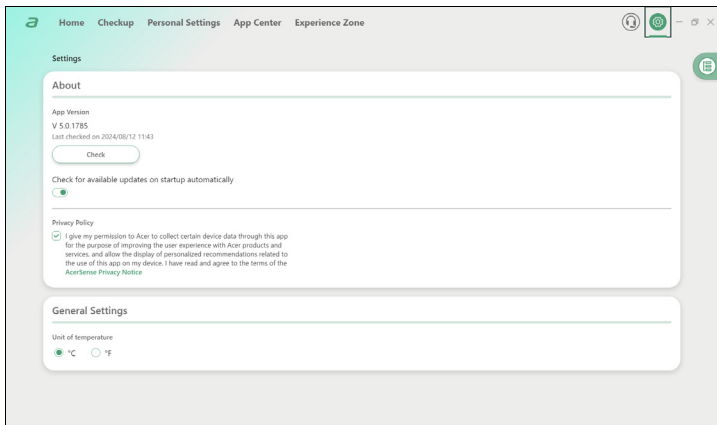 a Home Checkup Personal Settings App Center Experience Zone
Settings
About
App Version
V 5.0.1785
Last checked on 2024/08/12 11:43
Check
Check for available updates on startup automatically
Privacy Policy
I give my permission to Acer to collect certain device data through this app
for the purpose of improving the user experience with Acer products and
services, and allow the display of personalized recommendations related to
the use of this app on my device. I have read and agree to the terms of the
AcerSense Privacy Notice
General Settings
Unit of temperature
°C °F